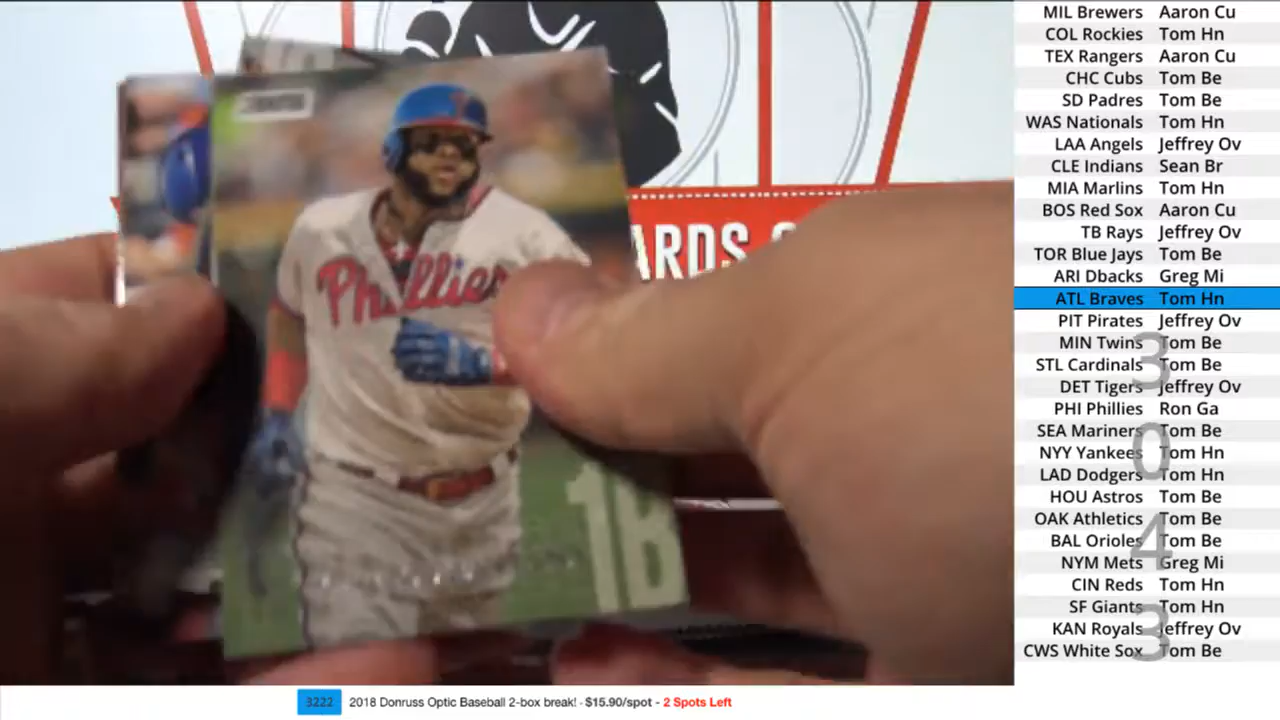 Phillies
ARDS
1B
MIL Brewers Aaron Cu
COL Rockies Tom Hn
TEX Rangers Aaron Cu
CHC Cubs Tom Be
SD Padres Tom Be
WAS Nationals Tom Hn
LAA Angels Jeffrey Ov
CLE Indians Sean Br
MIA Marlins Tom Hn
BOS Red Sox Aaron Cu
TB Rays Jeffrey Ov
TOR Blue Jays Tom Be
ARI Dbacks Greg Mi
ATL Braves Tom Hn
PIT Pirates Jeffrey Ov
MIN Twins Tom Be
STL Cardinals Tom Be
DET Tigers Jeffrey Ov
PHI Phillies Ron Ga
SEA Mariners Tom Be
NYY Yankees Tom Hn
LAD Dodgers Tom Hn
HOU Astros Tom Be
OAK Athletics Tom Be
BAL Orioles Tom Be
NYM Mets Greg Mi
CIN Reds Tom Hn
SF Giants Tom Hn
KAN Royals Jeffrey Ov
CWS White Sox Tom Be
3
0
4
3
3222 2018 Donruss Optic Baseball 2-box break! - $15.90/spot - 2 Spots Left